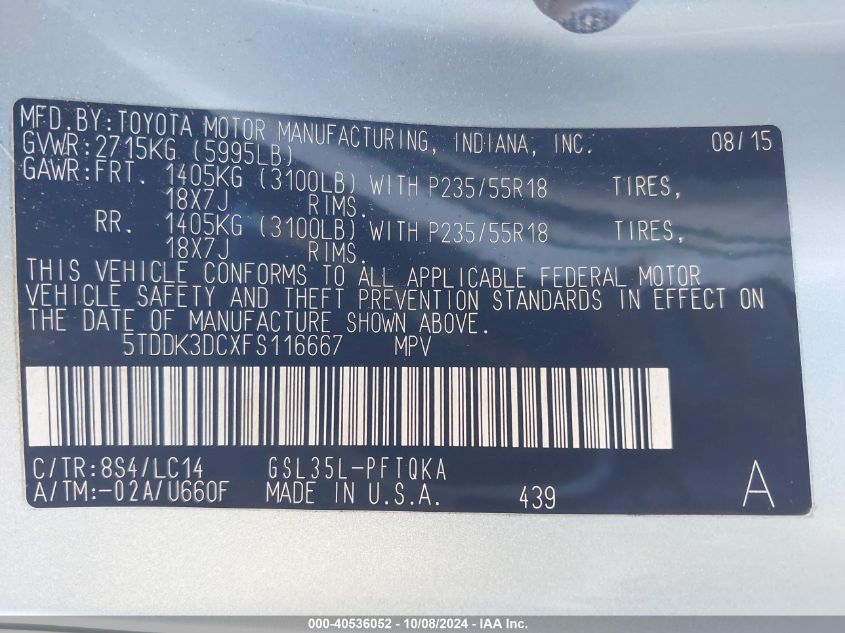 MFD.BY:TOYOTA MOTOR MANUFACTURING, INDIANA, INC. 08/15
GVWR:2715KG (5995LB)
GAWR:FRT. 1405KG (3100LB) WITH P235/55R18 TIRES,
18X7J RIMS.
RR. 1405KG (3100LB) WITH P235/55R18 TIRES,
18X7J RIMS.
THIS VEHICLE CONFORMS TO ALL APPLICABLE FEDERAL MOTOR
VEHICLE SAFETY AND THEFT PREVENTION STANDARDS IN EFFECT ON
THE DATE OF MANUFACTURE SHOWN ABOVE.
5TDDK3DCXFS116667 MPV
C/TR:8S4/LC14 GSL35L-PFTQKA
A/TM:-02A/U660F MADE IN U.S.A. 439 A
000-40536052 - 10/08/2024 - IAA Inc.